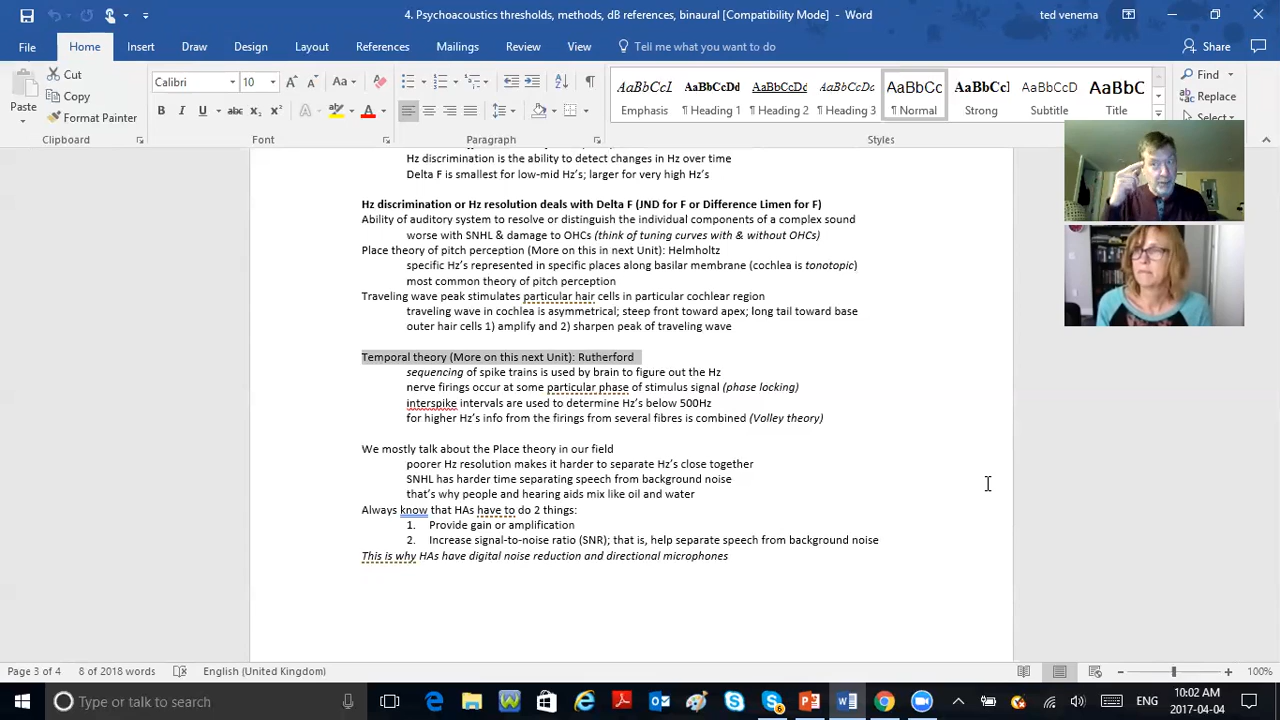 4. Psychoacoustics thresholds, methods, dB references, binaural [Compatibility Mode] - Word
ted venema
File Home Insert Draw Design Layout References Mailings Review View Tell me what you want to do Share
Paste
Cut
Copy
Format Painter
Clipboard
Calibri 10
Aa
B I U abc x₂ x²
Font
Paragraph
AaBbCcI AaBbCcDd AaBbCcDd AaBbCcDc AaBbCc AaBbCcI AaBbCcDd AaBbC
Emphasis ¶ Heading 1 ¶ Heading 2 ¶ Heading 3 ¶ Normal Strong Subtitle Title
Styles
Find
Replace
Select
Hz discrimination is the ability to detect changes in Hz over time
Delta F is smallest for low-mid Hz's; larger for very high Hz's
Hz discrimination or Hz resolution deals with Delta F (JND for F or Difference Limen for F)
Ability of auditory system to resolve or distinguish the individual components of a complex sound
worse with SNHL & damage to OHCs (think of tuning curves with & without OHCs)
Place theory of pitch perception (More on this in next Unit): Helmholtz
specific Hz's represented in specific places along basilar membrane (cochlea is tonotopic)
most common theory of pitch perception
Traveling wave peak stimulates particular hair cells in particular cochlear region
traveling wave in cochlea is asymmetrical; steep front toward apex; long tail toward base
outer hair cells 1) amplify and 2) sharpen peak of traveling wave
Temporal theory (More on this next Unit): Rutherford
sequencing of spike trains is used by brain to figure out the Hz
nerve firings occur at some particular phase of stimulus signal (phase locking)
interspike intervals are used to determine Hz's below 500Hz
for higher Hz's info from the firings from several fibres is combined (Volley theory)
We mostly talk about the Place theory in our field
poorer Hz resolution makes it harder to separate Hz's close together
SNHL has harder time separating speech from background noise
that's why people and hearing aids mix like oil and water
Always know that HAs have to do 2 things:
1. Provide gain or amplification
2. Increase signal-to-noise ratio (SNR); that is, help separate speech from background noise
This is why HAs have digital noise reduction and directional microphones
Page 3 of 4 8 of 2018 words English (United Kingdom) 100%
Type or talk to search
ENG
10:02 AM
2017-04-04